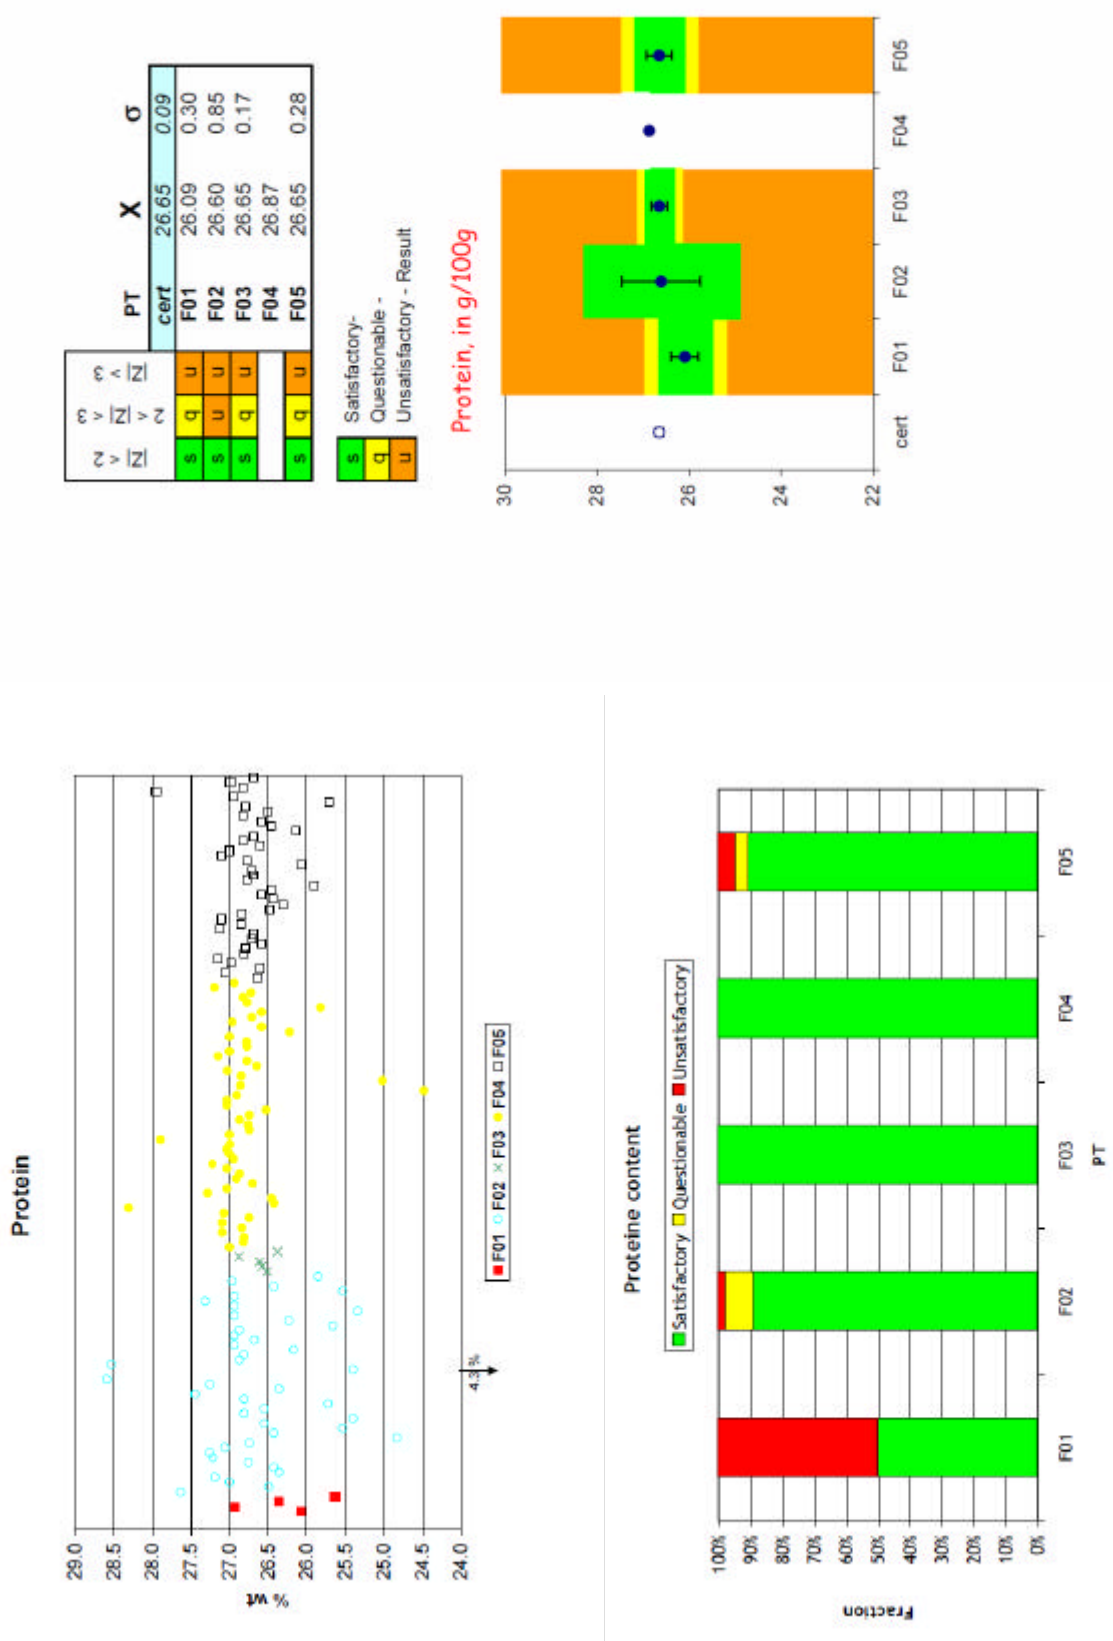 Protein
29.0
28.5
28.0
27.5
27.0
26.5
26.0
25.5
25.0
24.5
24.0
% wt
4.3 %
F01 F02 F03 F04 F05
|Z| < 2 2 < |Z| < 3 |Z| > 3 PT X σ
cert 26.65 0.09
s q u F01 26.09 0.30
s u u F02 26.60 0.85
s q u F03 26.65 0.17
F04 26.87
s q u F05 26.65 0.28
s Satisfactory-
q Questionable -
u Unsatisfactory - Result
Proteine content
Satisfactory Questionable Unsatisfactory
100%
90%
80%
70%
60%
50%
40%
30%
20%
10%
0%
Fraction
F01 F02 F03 F04 F05
PT
Protein, in g/100g
30
28
26
24
22
cert F01 F02 F03 F04 F05